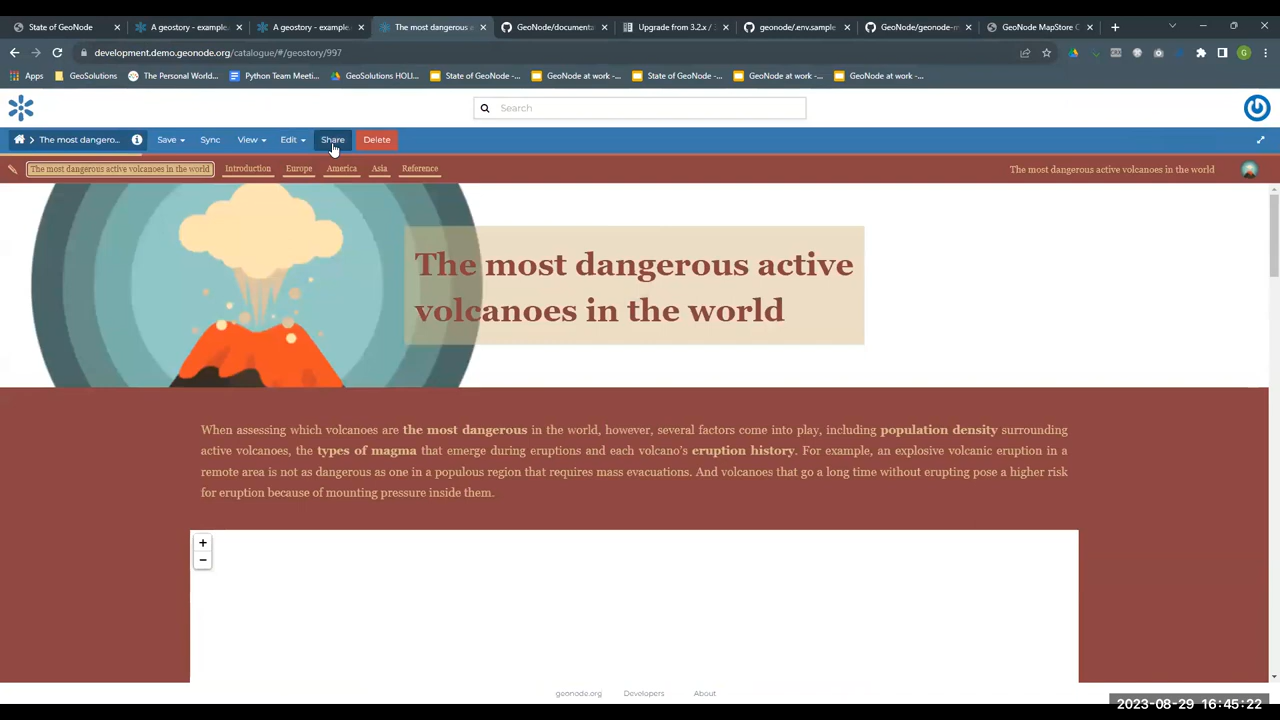 State of GeoNode
A geostory - example
A geostory - example
The most dangerous a
GeoNode/documenta
Upgrade from 3.2.x / 3
geonode/.env.sample
GeoNode/geonode-m
GeoNode MapStore C
development.demo.geonode.org/catalogue/#/geostory/997
G
Apps
GeoSolutions
The Personal World...
Python Team Meeti...
GeoSolutions HOLI...
State of GeoNode -...
GeoNode at work -...
State of GeoNode -...
GeoNode at work -...
GeoNode at work -...
Search
The most dangero...
Save
Sync
View
Edit
Share
Delete
The most dangerous active volcanoes in the world
Introduction
Europe
America
Asia
Reference
The most dangerous active volcanoes in the world
The most dangerous active
volcanoes in the world
When assessing which volcanoes are the most dangerous in the world, however, several factors come into play, including population density surrounding
active volcanoes, the types of magma that emerge during eruptions and each volcano's eruption history. For example, an explosive volcanic eruption in a
remote area is not as dangerous as one in a populous region that requires mass evacuations. And volcanoes that go a long time without erupting pose a higher risk
for eruption because of mounting pressure inside them.
+
−
geonode.org
Developers
About
2023-08-29 16:45:22